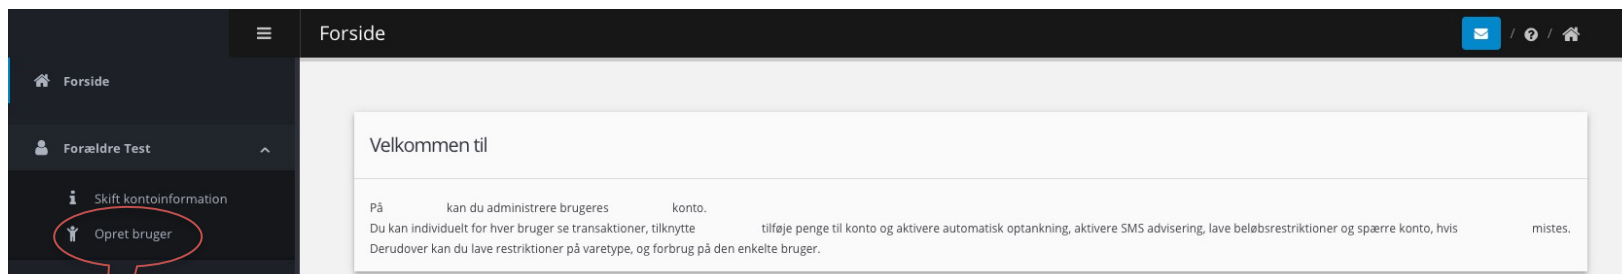 Forside
/ /
Forside
Forældre Test
Skift kontoinformation
Opret bruger
Velkommen til
På kan du administrere brugeres konto.
Du kan individuelt for hver bruger se transaktioner, tilknytte tilføje penge til konto og aktivere automatisk optankning, aktivere SMS advisering, lave beløbsrestriktioner og spærre konto, hvis mistes.
Derudover kan du lave restriktioner på varetype, og forbrug på den enkelte bruger.